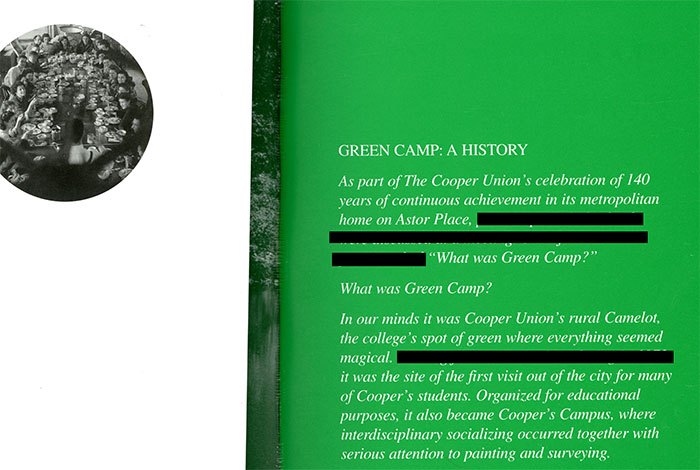 GREEN CAMP: A HISTORY
As part of The Cooper Union’s celebration of 140
years of continuous achievement in its metropolitan
home on Astor Place,
“What was Green Camp?”
What was Green Camp?
In our minds it was Cooper Union’s rural Camelot,
the college’s spot of green where everything seemed
magical.
it was the site of the first visit out of the city for many
of Cooper’s students. Organized for educational
purposes, it also became Cooper’s Campus, where
interdisciplinary socializing occurred together with
serious attention to painting and surveying.